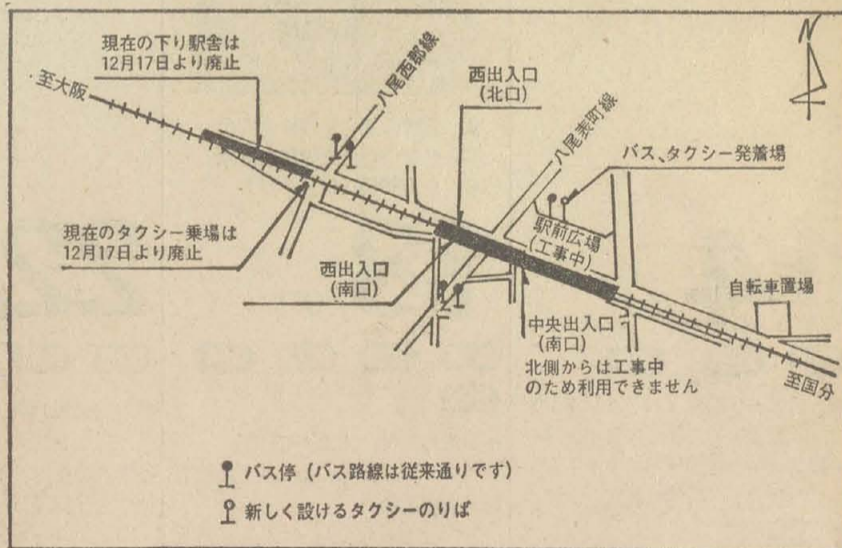 現在の下り駅舎は
12月17日より廃止
至大阪
八尾西郡線
西出入口
(北口)
八尾表町線
N
バス、タクシー発着場
駅前広場
(工事中)
現在のタクシー乗場は
12月17日より廃止
西出入口
(南口)
自転車置場
中央出入口
(南口)
北側からは工事中
のため利用できません
至国分
バス停 (バス路線は従来通りです)
新しく設けるタクシーのりば